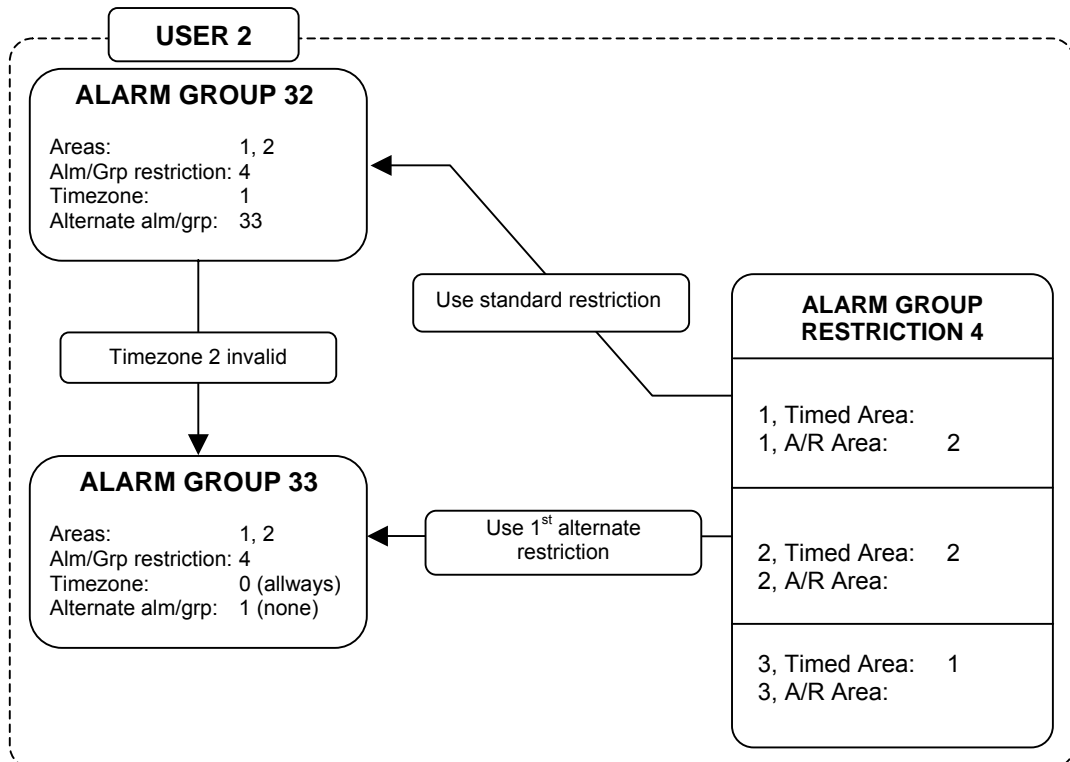 USER 2
ALARM GROUP 32
Areas: 1, 2
Alm/Grp restriction: 4
Timezone: 1
Alternate alm/grp: 33
Use standard restriction
Timezone 2 invalid
ALARM GROUP
RESTRICTION 4
1, Timed Area:
1, A/R Area: 2
2, Timed Area: 2
2, A/R Area:
3, Timed Area: 1
3, A/R Area:
ALARM GROUP 33
Areas: 1, 2
Alm/Grp restriction: 4
Timezone: 0 (allways)
Alternate alm/grp: 1 (none)
Use 1st alternate
restriction